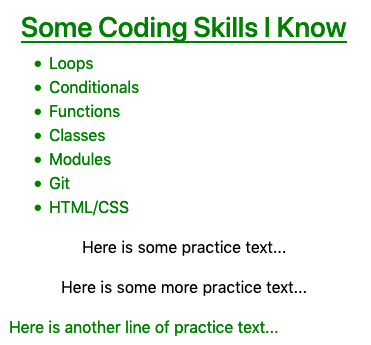 Some Coding Skills I Know
Loops
Conditionals
Functions
Classes
Modules
Git
HTML/CSS
Here is some practice text...
Here is some more practice text...
Here is another line of practice text...